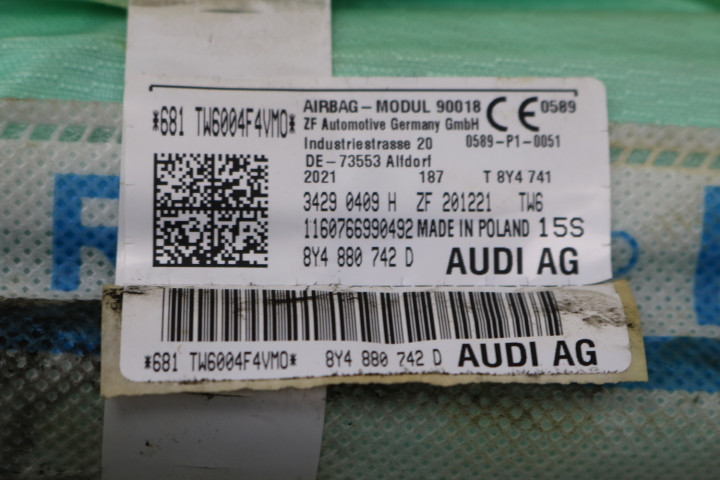 *681 TW6004F4VMO*
AIRBAG-MODUL 90018 CE 0589
ZF Automotive Germany GmbH
Industriestrasse 20 0589-P1-0051
DE-73553 Alfdorf
2021 187 T 8Y4 741
3429 0409 H ZF 201221 TW6
1160766990492 MADE IN POLAND 15S
8Y4 880 742 D AUDI AG
*681 TW6004F4VMO* 8Y4 880 742 D AUDI AG